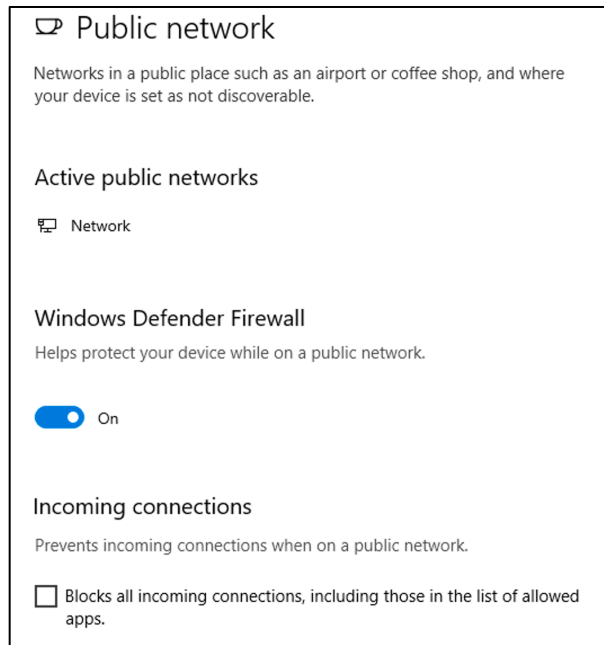 Public network
Networks in a public place such as an airport or coffee shop, and where
your device is set as not discoverable.
Active public networks
Network
Windows Defender Firewall
Helps protect your device while on a public network.
On
Incoming connections
Prevents incoming connections when on a public network.
Blocks all incoming connections, including those in the list of allowed
apps.